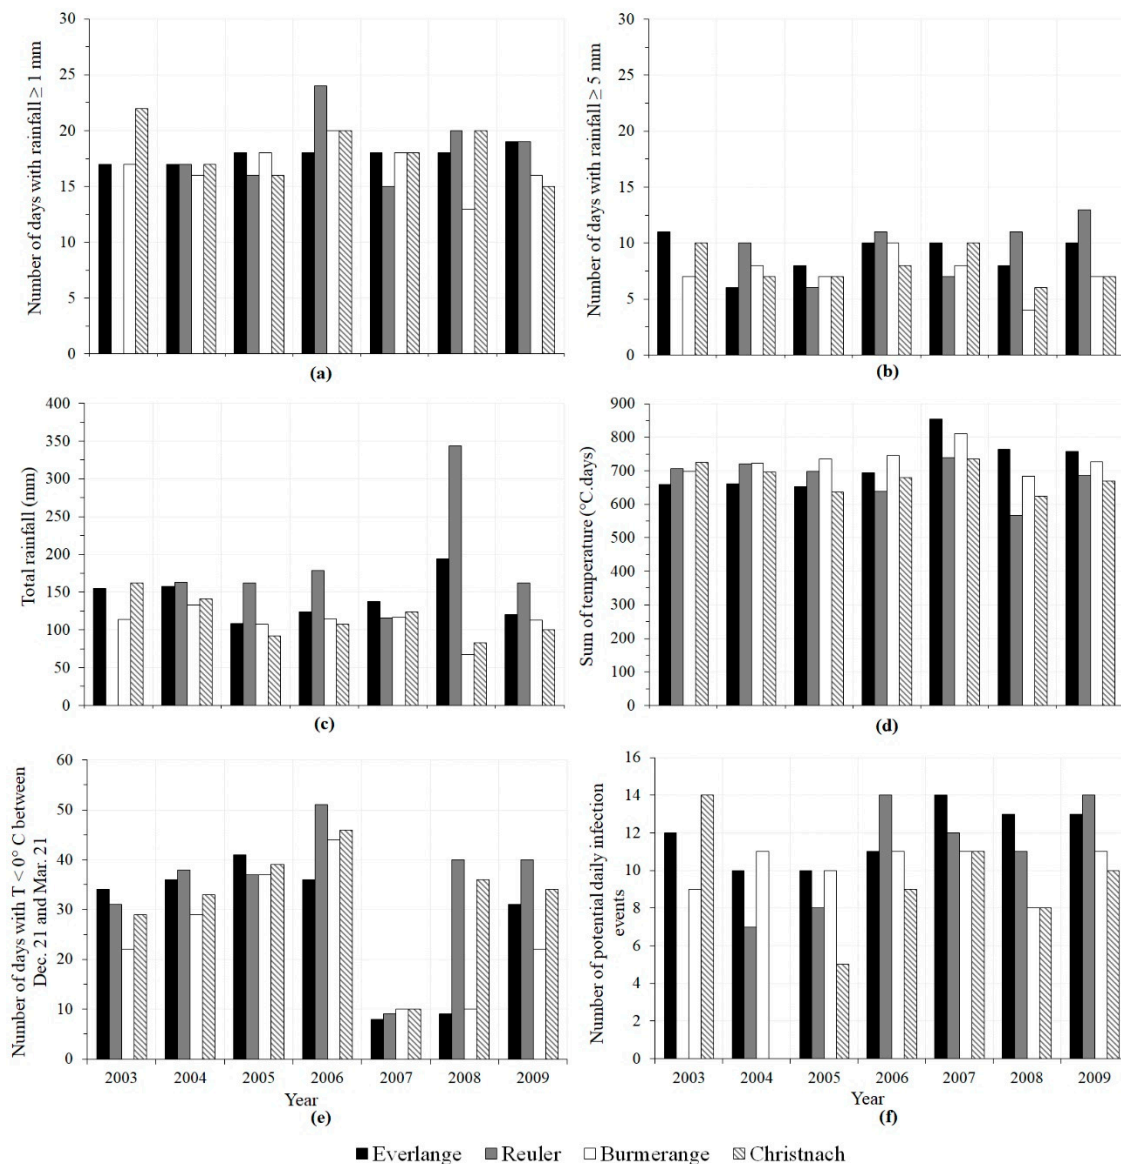 Number of days with rainfall ≥ 1 mm
30
25
20
15
10
5
0
(a)
Number of days with rainfall ≥ 5 mm
30
25
20
15
10
5
0
(b)
Total rainfall (mm)
400
350
300
250
200
150
100
50
0
(c)
Sum of temperature (°C.days)
900
800
700
600
500
400
300
200
100
0
(d)
Number of days with T < 0° C between
Dec. 21 and Mar. 21
60
50
40
30
20
10
0
2003 2004 2005 2006 2007 2008 2009
Year
(e)
Number of potential daily infection
events
16
14
12
10
8
6
4
2
0
2003 2004 2005 2006 2007 2008 2009
Year
(f)
Everlange Reuler Burmerange Christnach